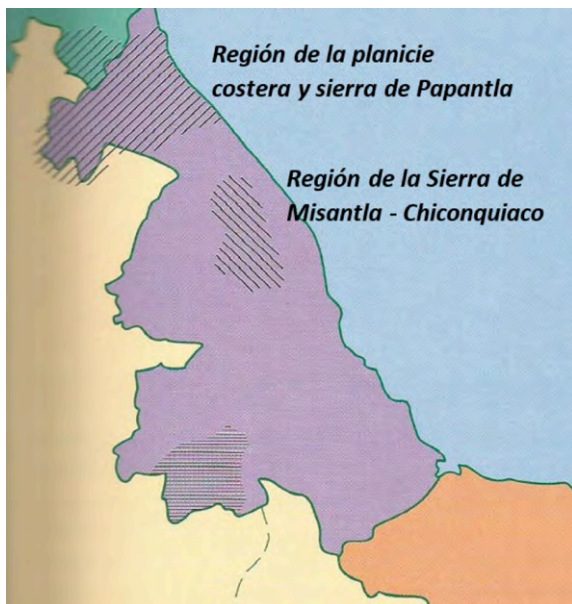 Región de la planicie
costera y sierra de Papantla
Región de la Sierra de
Misantla - Chiconquiaco